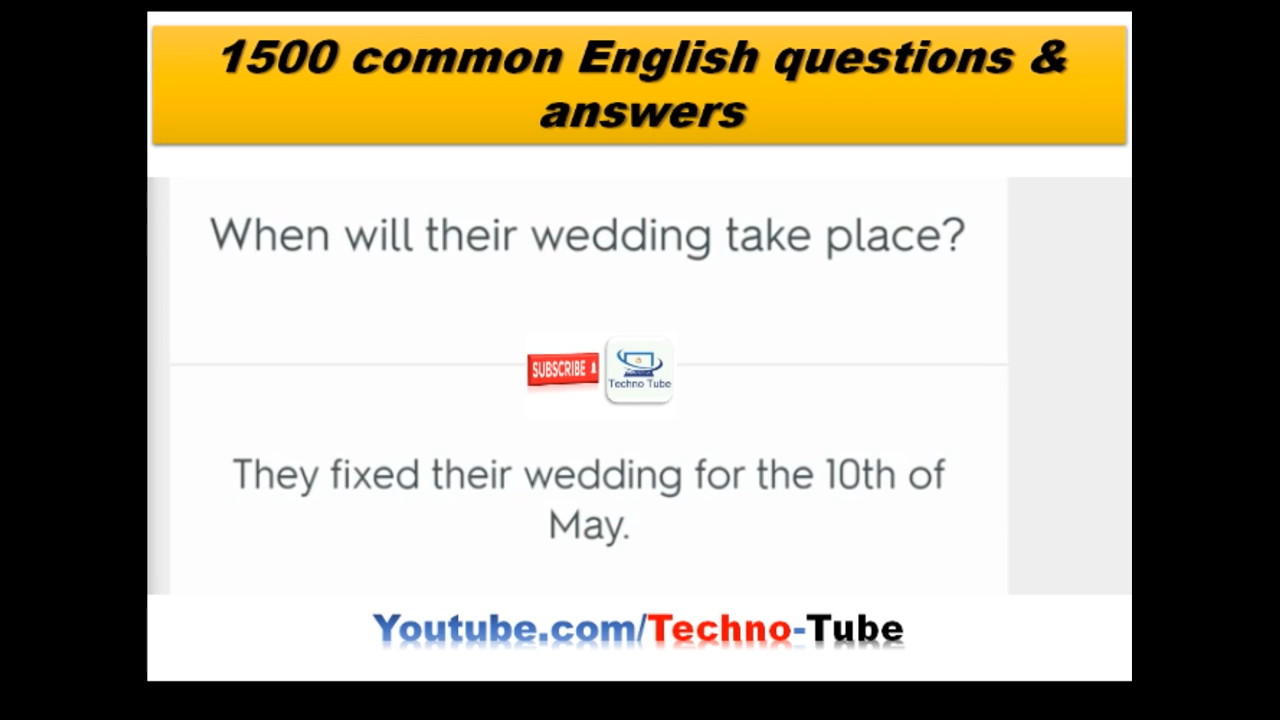 1500 common English questions &
answers
When will their wedding take place?
SUBSCRIBE
Techno Tube
They fixed their wedding for the 10th of
May.
Youtube.com/Techno-Tube